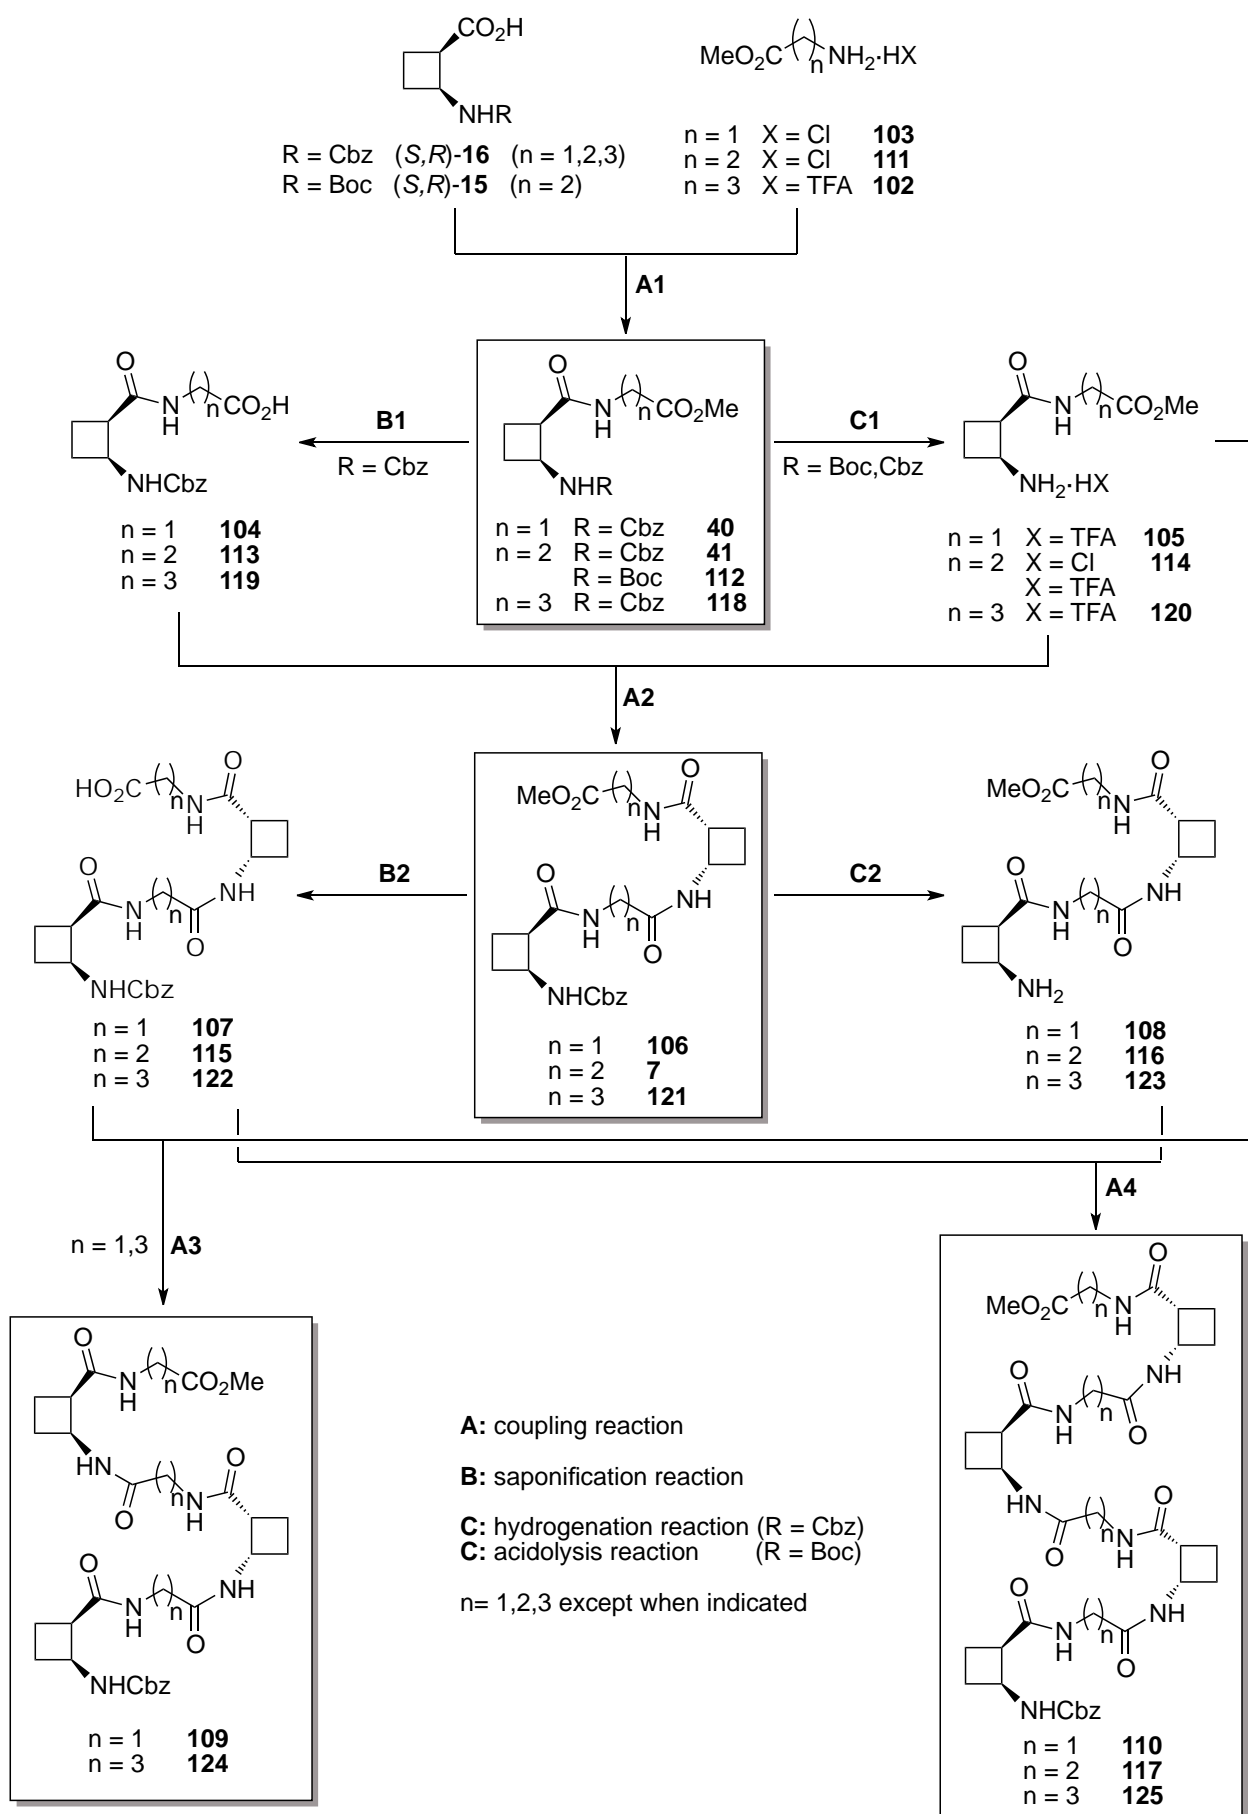 CO2H
NHR
R = Cbz (S,R)-16 (n = 1,2,3)
R = Boc (S,R)-15 (n = 2)
MeO2C ( )n NH2·HX
n = 1 X = Cl 103
n = 2 X = Cl 111
n = 3 X = TFA 102
A1
O
N
H
( )n CO2H
NHCbz
n = 1 104
n = 2 113
n = 3 119
B1
R = Cbz
O
N
H
( )n CO2Me
NHR
n = 1 R = Cbz 40
n = 2 R = Cbz 41
R = Boc 112
n = 3 R = Cbz 118
C1
R = Boc,Cbz
O
N
H
( )n CO2Me
NH2·HX
n = 1 X = TFA 105
n = 2 X = Cl 114
X = TFA
n = 3 X = TFA 120
A2
HO2C ( )n N
H
O
NH
O
N
H
( )n
O
NHCbz
n = 1 107
n = 2 115
n = 3 122
B2
MeO2C ( )n N
H
O
NH
O
N
H
( )n
O
NHCbz
n = 1 106
n = 2 7
n = 3 121
C2
MeO2C ( )n N
H
O
NH
O
N
H
( )n
O
NH2
n = 1 108
n = 2 116
n = 3 123
n = 1,3 A3
A4
O
N
H
( )n CO2Me
HN
O
( )n N
H
O
NH
O
N
H
( )n
O
NHCbz
n = 1 109
n = 3 124
A: coupling reaction
B: saponification reaction
C: hydrogenation reaction (R = Cbz)
C: acidolysis reaction (R = Boc)
n= 1,2,3 except when indicated
MeO2C ( )n N
H
O
NH
O
N
H
( )n
O
HN
O
( )n N
H
O
NH
O
N
H
( )n
O
NHCbz
n = 1 110
n = 2 117
n = 3 125